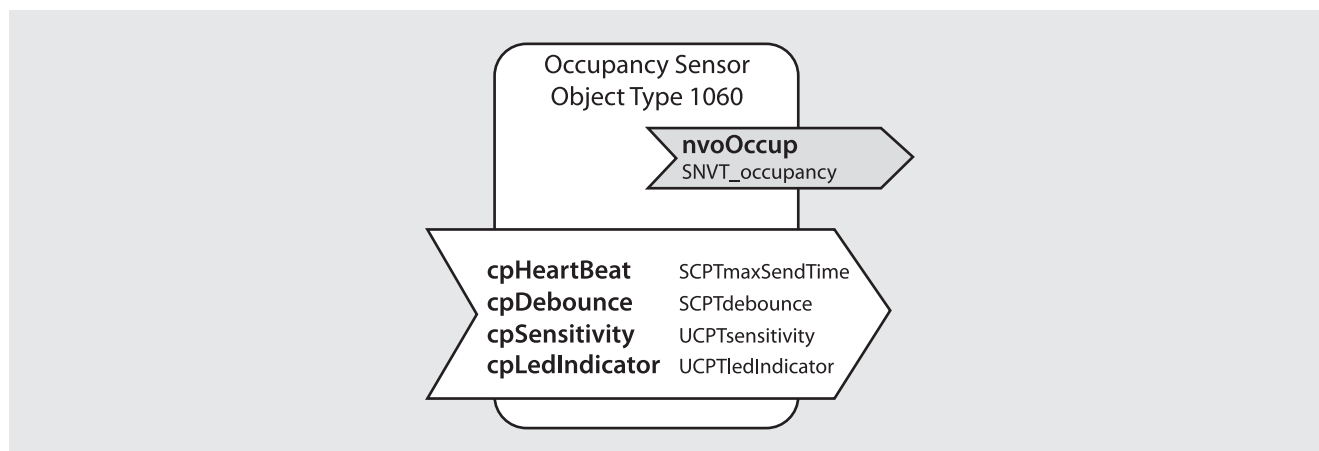 Occupancy Sensor
Object Type 1060
nvoOccup
SNVT_occupancy
cpHeartBeat SCPTmaxSendTime
cpDebounce SCPTdebounce
cpSensitivity UCPTsensitivity
cpLedIndicator UCPTledIndicator